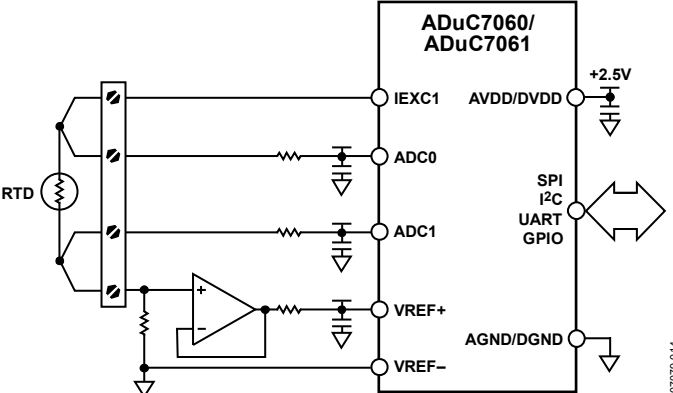 ADuC7060/
ADuC7061
+2.5V
IEXC1
AVDD/DVDD
ADC0
RTD
SPI
I²C
UART
GPIO
ADC1
+
−
VREF+
AGND/DGND
VREF−